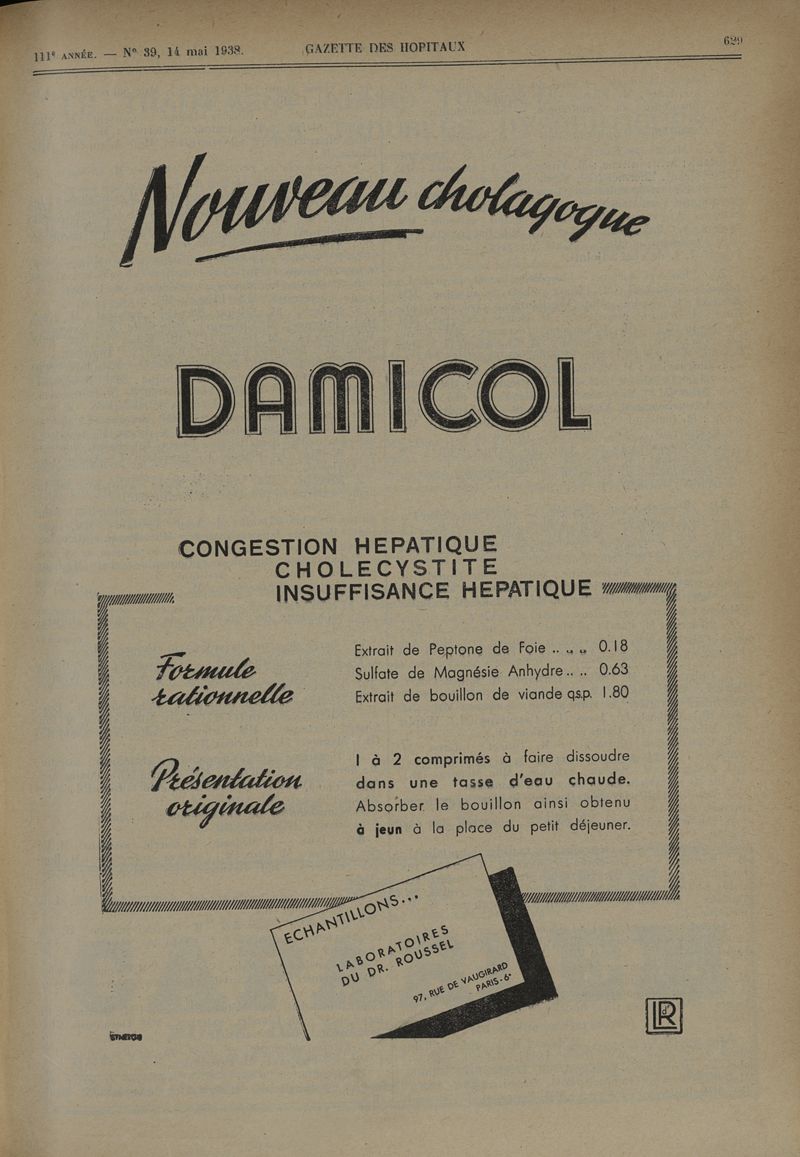 111e ANNÉE. — No 39, 14 mai 1938. GAZETTE DES HOPITAUX 629
Nouveau cholagogue
DAMICOL
CONGESTION HEPATIQUE
CHOLECYSTITE
INSUFFISANCE HEPATIQUE
Formule
rationnelle
Extrait de Peptone de Foie .. .. .. 0.18
Sulfate de Magnésie Anhydre .. .. 0.63
Extrait de bouillon de viande qs.p. 1.80
Présentation
originale
1 à 2 comprimés à faire dissoudre
dans une tasse d'eau chaude.
Absorber le bouillon ainsi obtenu
à jeun à la place du petit déjeuner.
ECHANTILLONS...
LABORATOIRES
DU DR. ROUSSEL
97, RUE DE VAUGIRARD
PARIS-6e
LR